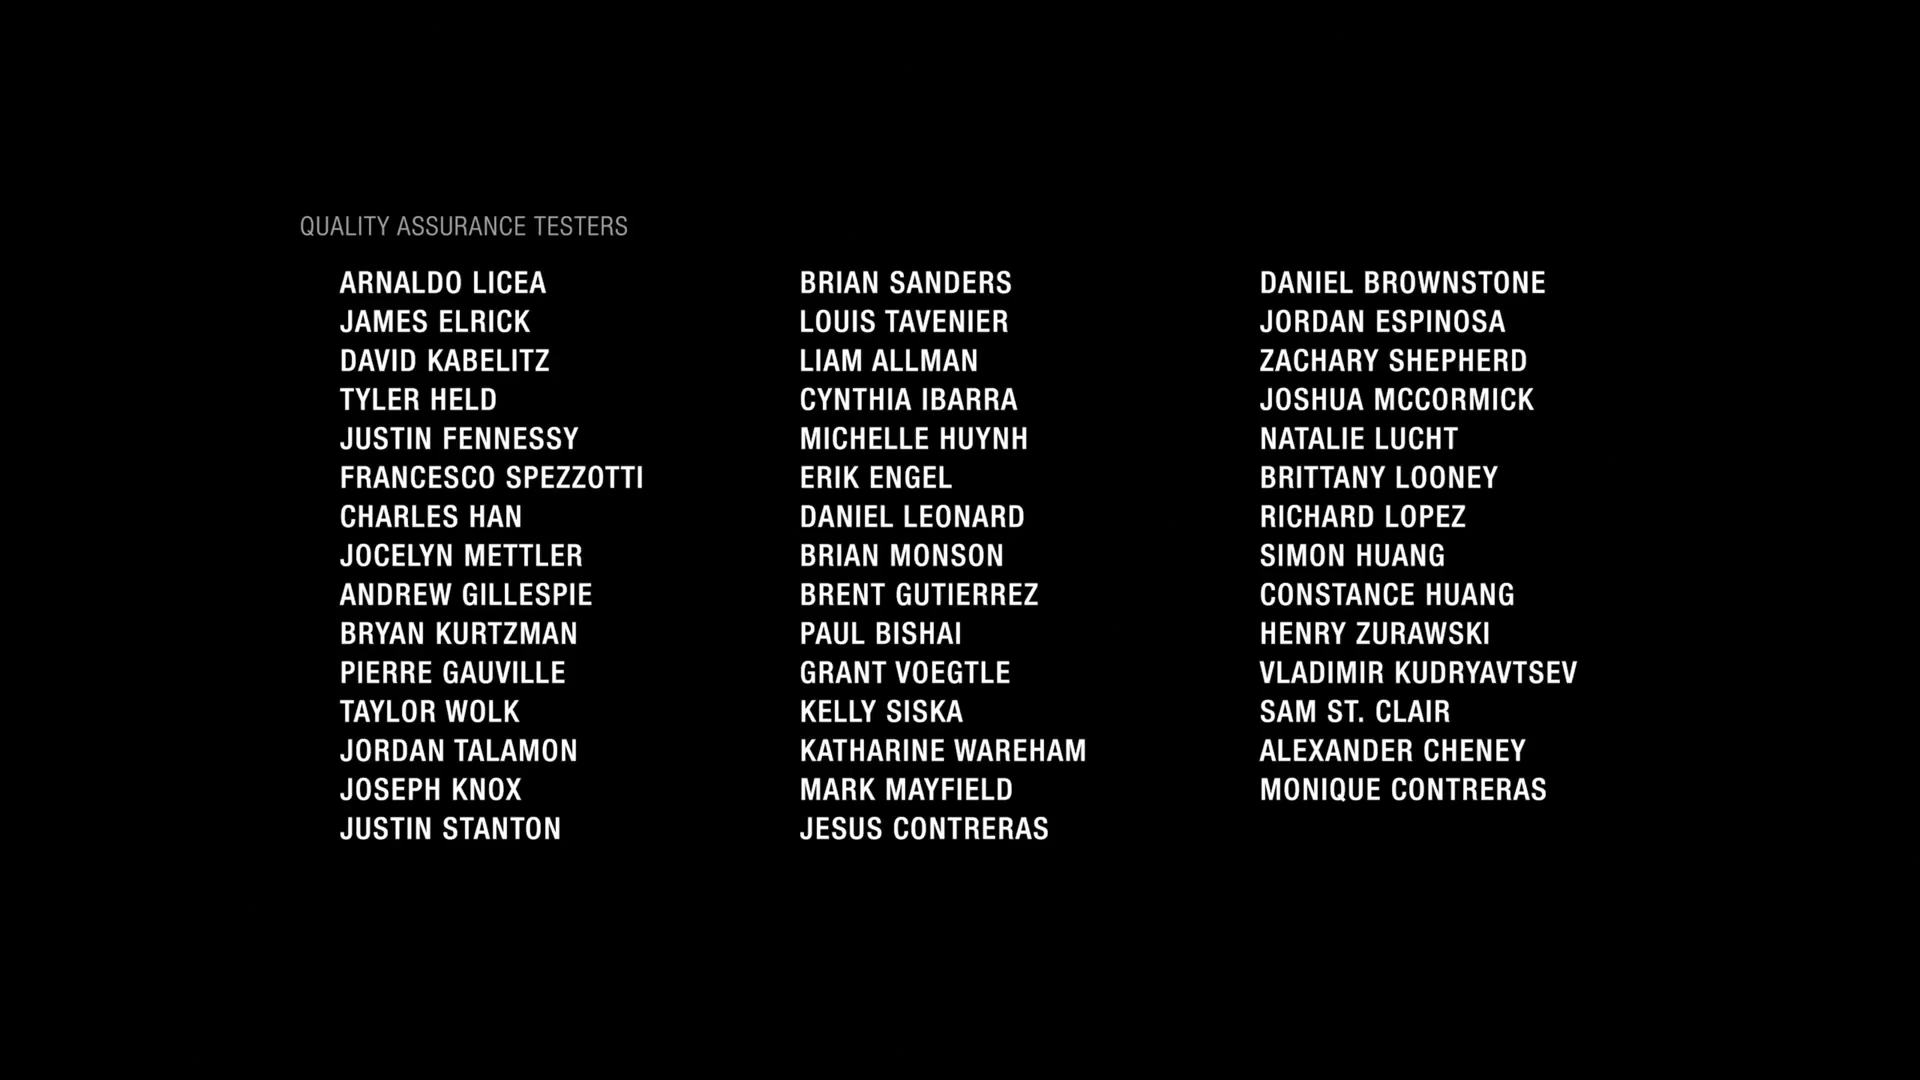 QUALITY ASSURANCE TESTERS
ARNALDO LICEA
JAMES ELRICK
DAVID KABELITZ
TYLER HELD
JUSTIN FENNESSY
FRANCESCO SPEZZOTTI
CHARLES HAN
JOCELYN METTLER
ANDREW GILLESPIE
BRYAN KURTZMAN
PIERRE GAUVILLE
TAYLOR WOLK
JORDAN TALAMON
JOSEPH KNOX
JUSTIN STANTON
BRIAN SANDERS
LOUIS TAVENIER
LIAM ALLMAN
CYNTHIA IBARRA
MICHELLE HUYNH
ERIK ENGEL
DANIEL LEONARD
BRIAN MONSON
BRENT GUTIERREZ
PAUL BISHAI
GRANT VOEGTLE
KELLY SISKA
KATHARINE WAREHAM
MARK MAYFIELD
JESUS CONTRERAS
DANIEL BROWNSTONE
JORDAN ESPINOSA
ZACHARY SHEPHERD
JOSHUA MCCORMICK
NATALIE LUCHT
BRITTANY LOONEY
RICHARD LOPEZ
SIMON HUANG
CONSTANCE HUANG
HENRY ZURAWSKI
VLADIMIR KUDRYAVTSEV
SAM ST. CLAIR
ALEXANDER CHENEY
MONIQUE CONTRERAS